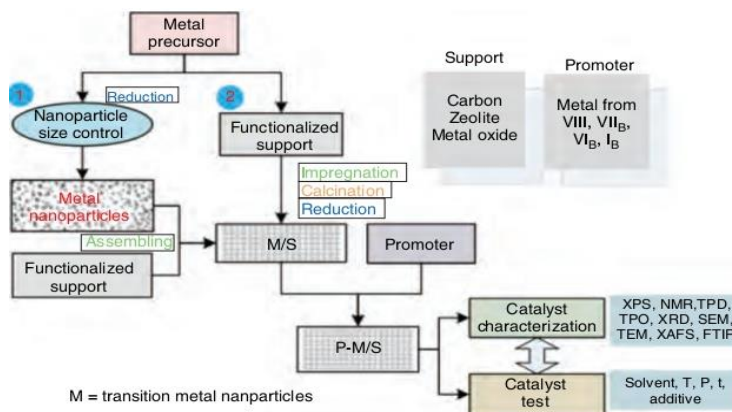 Metal
precursor
1
Reduction
2
Nanoparticle
size control
Functionalized
support
Impregnation
Calcination
Reduction
Metal
nanoparticles
Assembling
Functionalized
support
M/S
Promoter
P-M/S
Support
Carbon
Zeolite
Metal oxide
Promoter
Metal from
VIII, VIIB,
VIB, IB
Catalyst
characterization
XPS, NMR,TPD,
TPO, XRD, SEM,
TEM, XAFS, FTIF
Catalyst
test
Solvent, T, P, t,
additive
M = transition metal nanparticles